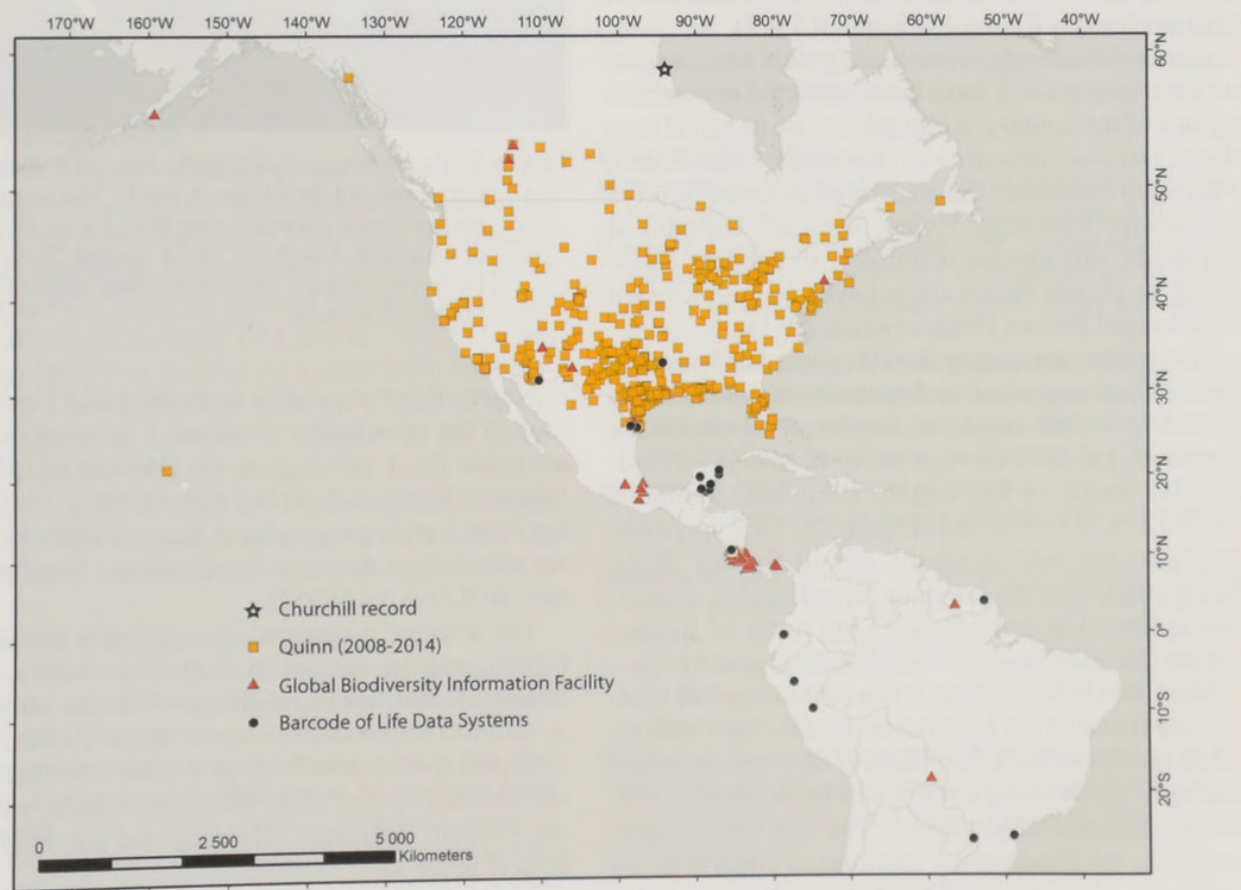 170°W 160°W 150°W 140°W 130°W 120°W 110°W 100°W 90°W 80°W 70°W 60°W 50°W 40°W
60°N
50°N
40°N
30°N
20°N
10°N
0°
10°S
20°S
Churchill record
Quinn (2008-2014)
Global Biodiversity Information Facility
Barcode of Life Data Systems
0 2 500 5 000
Kilometers